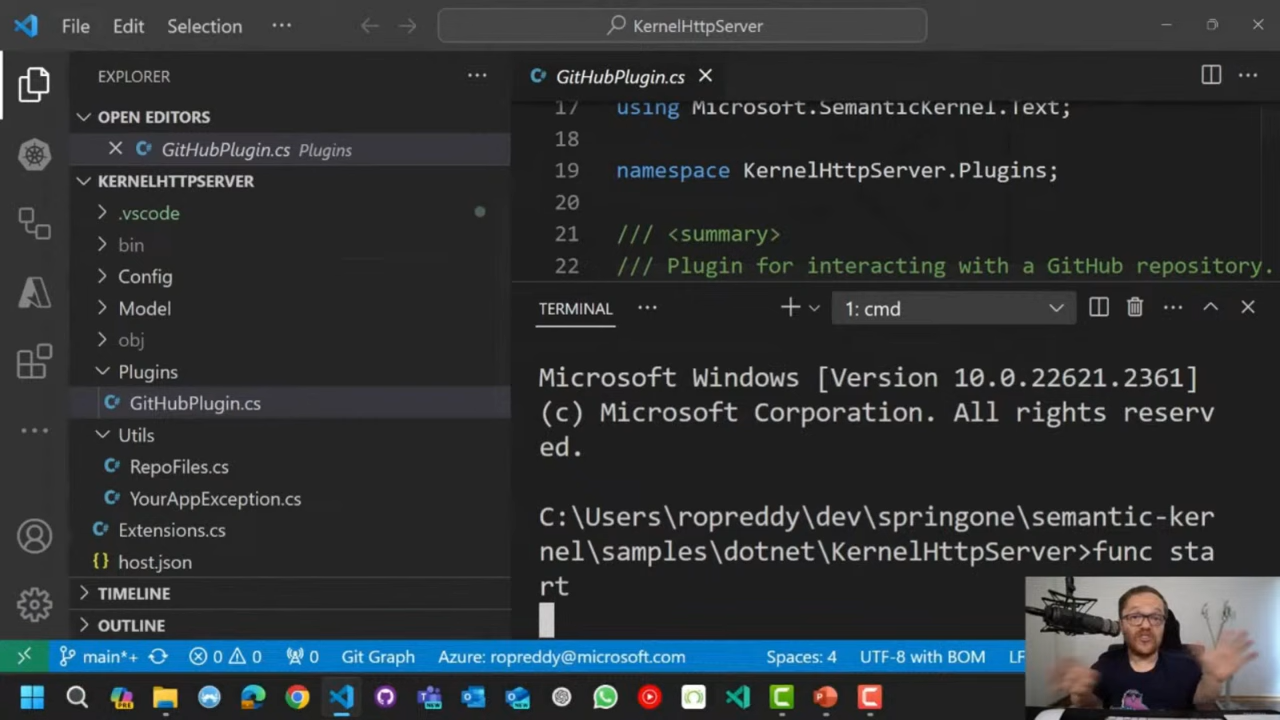 File Edit Selection ··· KernelHttpServer
EXPLORER ···
OPEN EDITORS
GitHubPlugin.cs Plugins
KERNELHTTPSERVER
.vscode
bin
Config
Model
obj
Plugins
GitHubPlugin.cs
Utils
RepoFiles.cs
YourAppException.cs
Extensions.cs
{} host.json
TIMELINE
OUTLINE
GitHubPlugin.cs
17 using Microsoft.SemanticKernel.Text;
18
19 namespace KernelHttpServer.Plugins;
20
21 /// <summary>
22 /// Plugin for interacting with a GitHub repository.
TERMINAL ··· 1: cmd
Microsoft Windows [Version 10.0.22621.2361]
(c) Microsoft Corporation. All rights reserv
ed.
C:\Users\ropreddy\dev\springone\semantic-ker
nel\samples\dotnet\KernelHttpServer>func sta
rt
main*+ 0 0 0 Git Graph Azure: ropreddy@microsoft.com Spaces: 4 UTF-8 with BOM LF
PRE